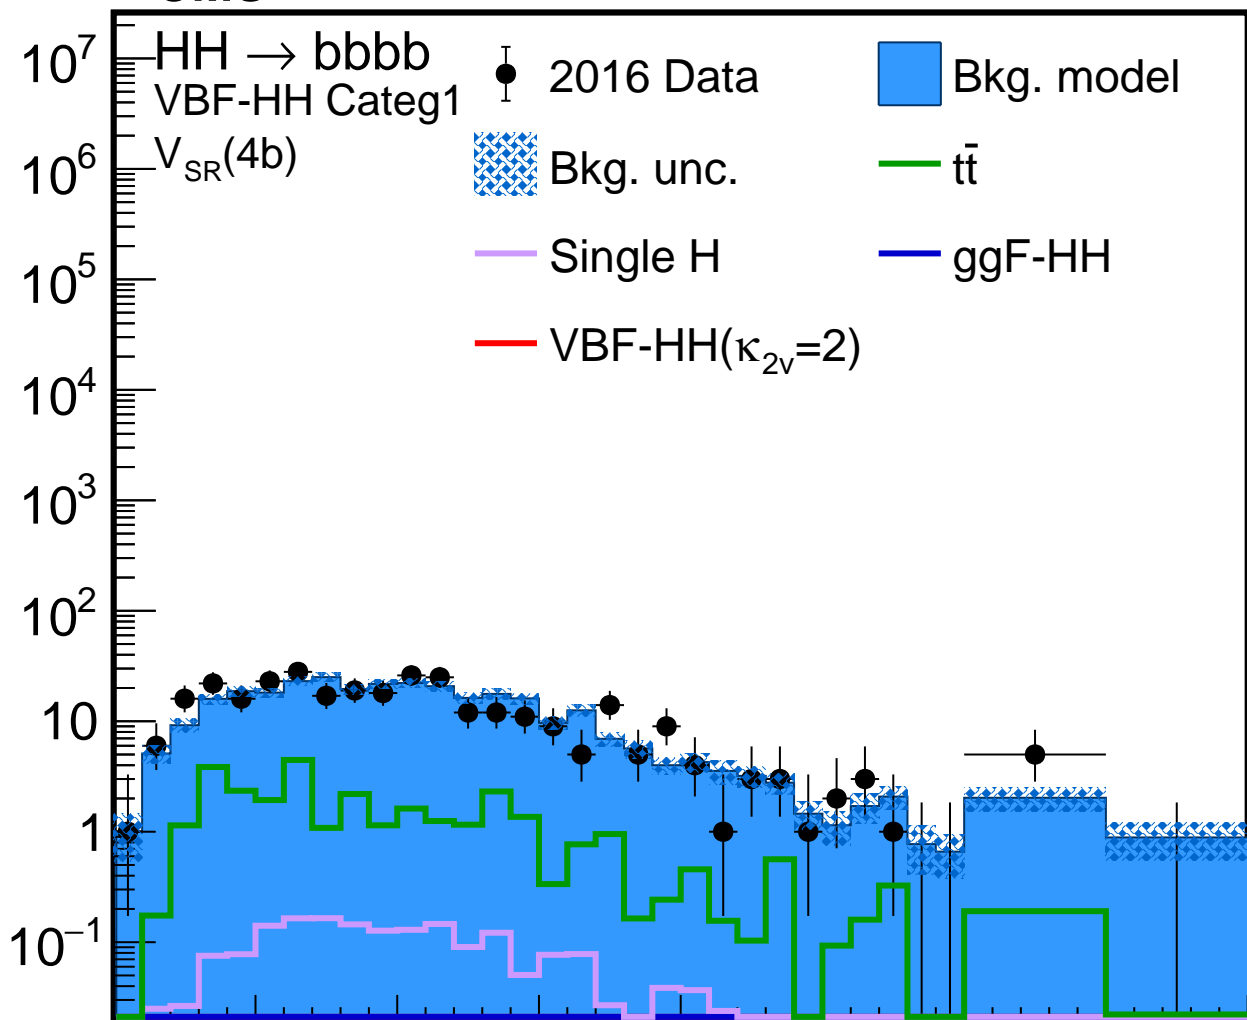 HH → bbbb
VBF-HH Categ1
V_SR(4b)
2016 Data
Bkg. model
Bkg. unc.
tt̄
Single H
ggF-HH
VBF-HH(κ_2v=2)
10^7
10^6
10^5
10^4
10^3
10^2
10
1
10^−1